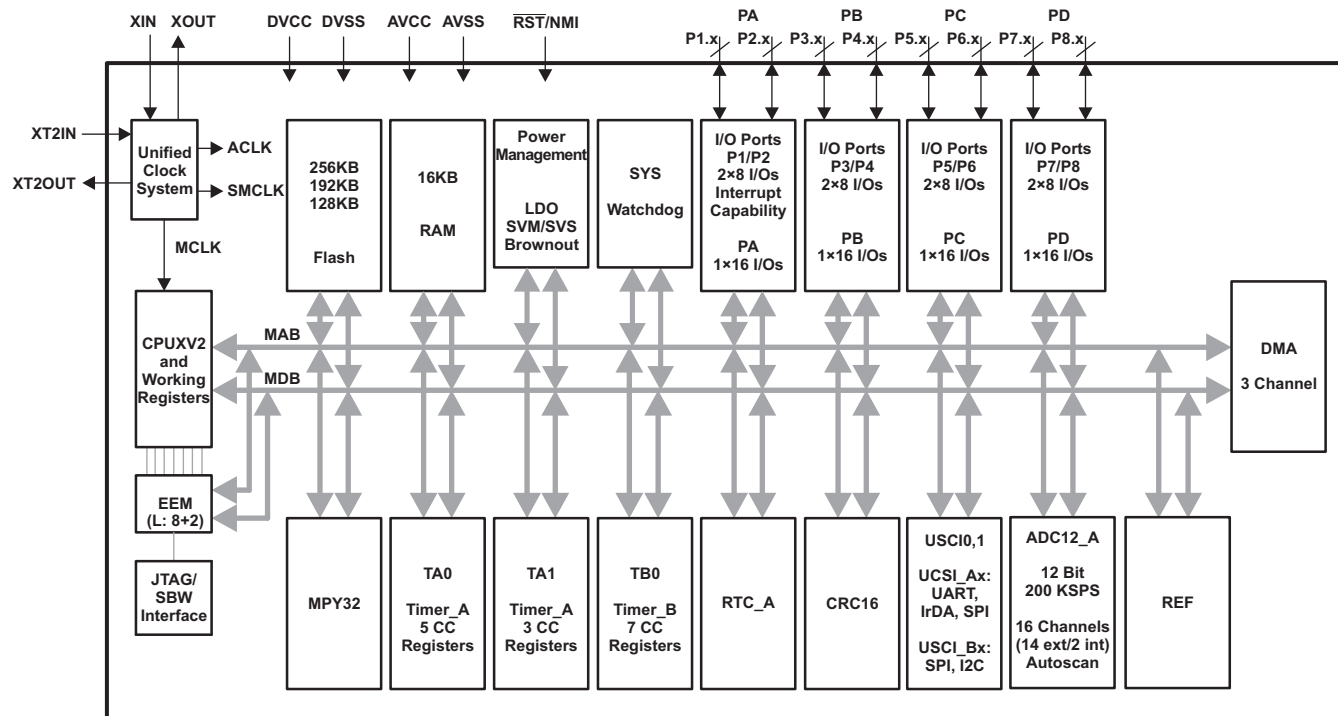 XIN
XOUT
DVCC
DVSS
AVCC
AVSS
RST/NMI
PA
PB
PC
PD
P1.x
P2.x
P3.x
P4.x
P5.x
P6.x
P7.x
P8.x
XT2IN
XT2OUT
Unified
Clock
System
ACLK
SMCLK
MCLK
256KB
192KB
128KB
Flash
16KB
RAM
Power
Management
LDO
SVM/SVS
Brownout
SYS
Watchdog
I/O Ports
P1/P2
2×8 I/Os
Interrupt
Capability
PA
1×16 I/Os
I/O Ports
P3/P4
2×8 I/Os
PB
1×16 I/Os
I/O Ports
P5/P6
2×8 I/Os
PC
1×16 I/Os
I/O Ports
P7/P8
2×8 I/Os
PD
1×16 I/Os
CPUXV2
and
Working
Registers
MAB
MDB
DMA
3 Channel
EEM
(L: 8+2)
JTAG/
SBW
Interface
MPY32
TA0
Timer_A
5 CC
Registers
TA1
Timer_A
3 CC
Registers
TB0
Timer_B
7 CC
Registers
RTC_A
CRC16
USCI0,1
UCSI_Ax:
UART,
IrDA, SPI
USCI_Bx:
SPI, I2C
ADC12_A
12 Bit
200 KSPS
16 Channels
(14 ext/2 int)
Autoscan
REF